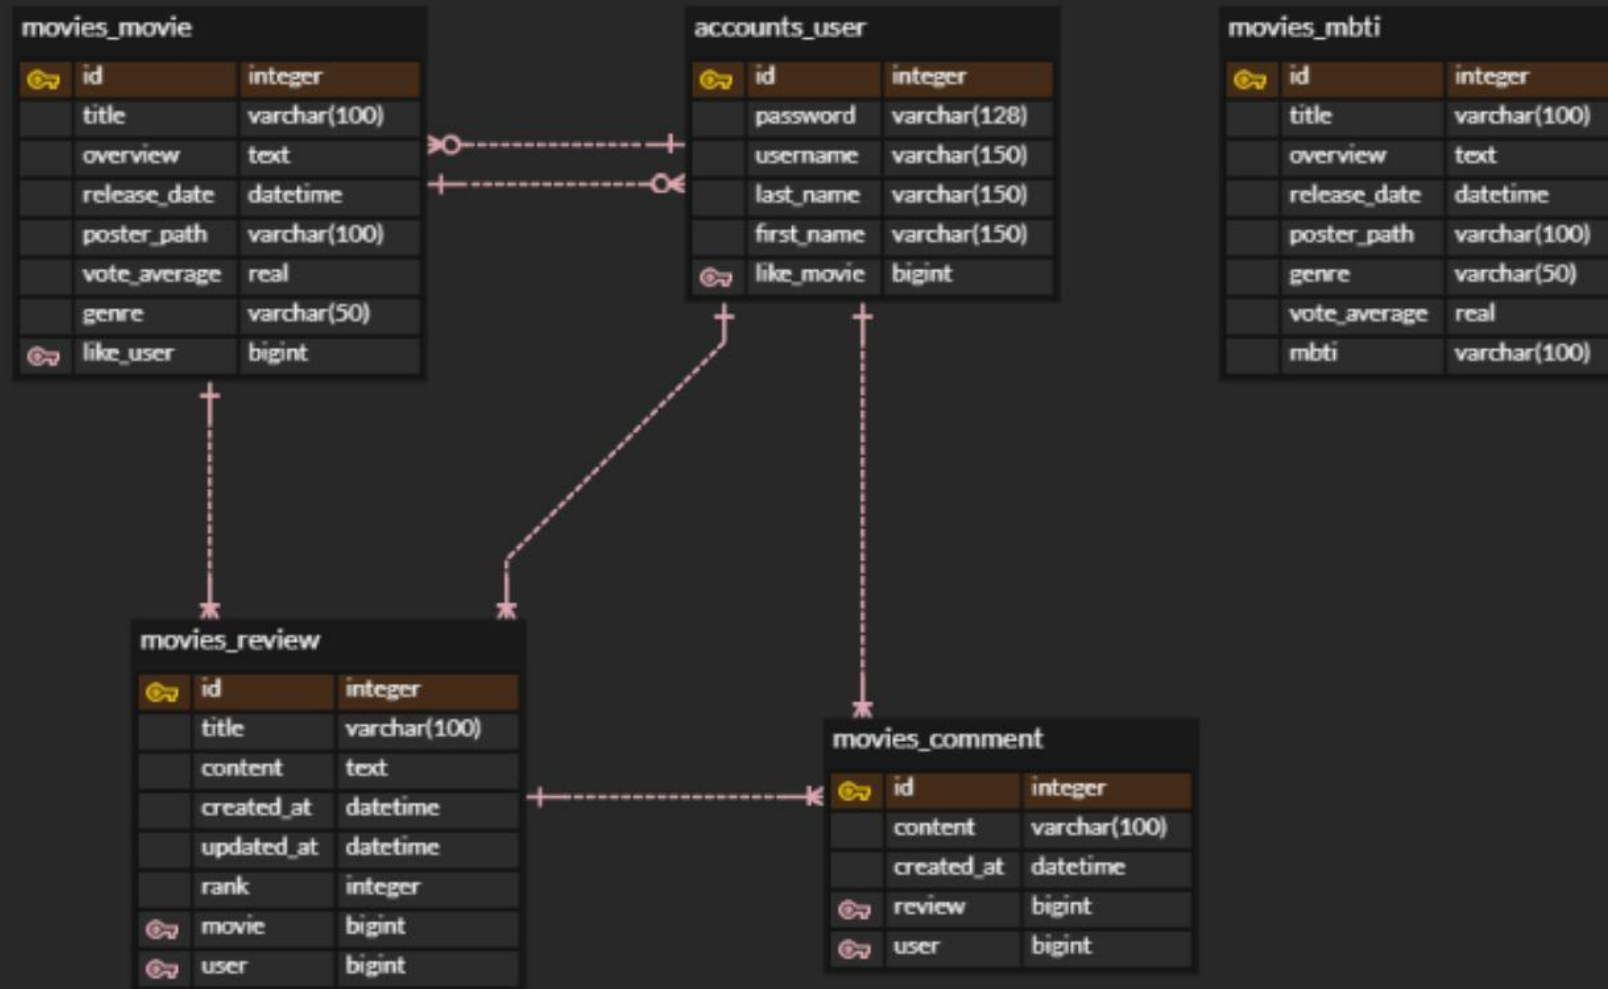 movies_movie
id integer
title varchar(100)
overview text
release_date datetime
poster_path varchar(100)
vote_average real
genre varchar(50)
like_user bigint
accounts_user
id integer
password varchar(128)
username varchar(150)
last_name varchar(150)
first_name varchar(150)
like_movie bigint
movies_mbti
id integer
title varchar(100)
overview text
release_date datetime
poster_path varchar(100)
genre varchar(50)
vote_average real
mbti varchar(100)
movies_review
id integer
title varchar(100)
content text
created_at datetime
updated_at datetime
rank integer
movie bigint
user bigint
movies_comment
id integer
content varchar(100)
created_at datetime
review bigint
user bigint